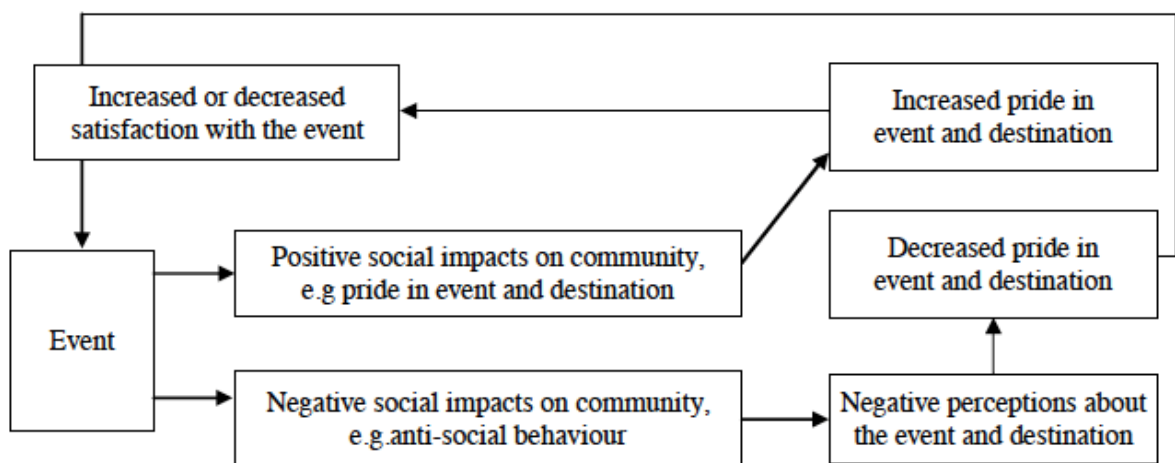 Increased or decreased
satisfaction with the event
Increased pride in
event and destination
Positive social impacts on community,
e.g pride in event and destination
Decreased pride in
event and destination
Event
Negative social impacts on community,
e.g.anti-social behaviour
Negative perceptions about
the event and destination